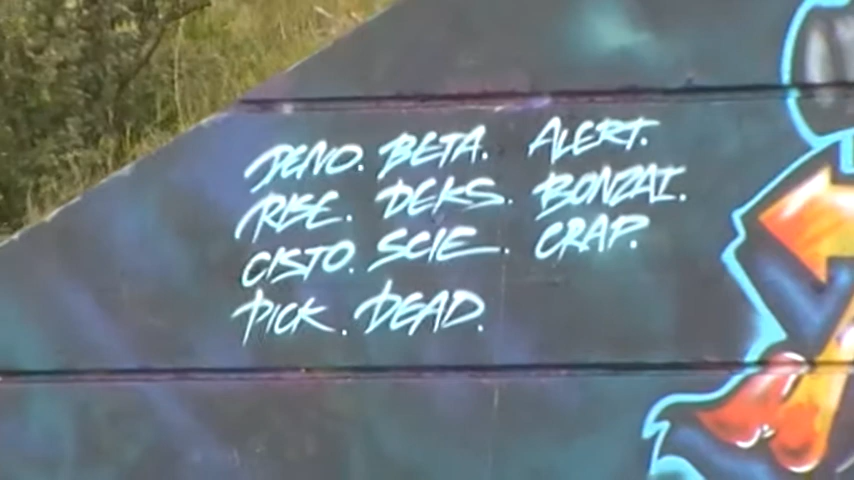 DENO. BETA. ALERT.
RISE. DEKS. BONZAI.
CISTO. SCIE. CRAP.
PICK. DEAD.